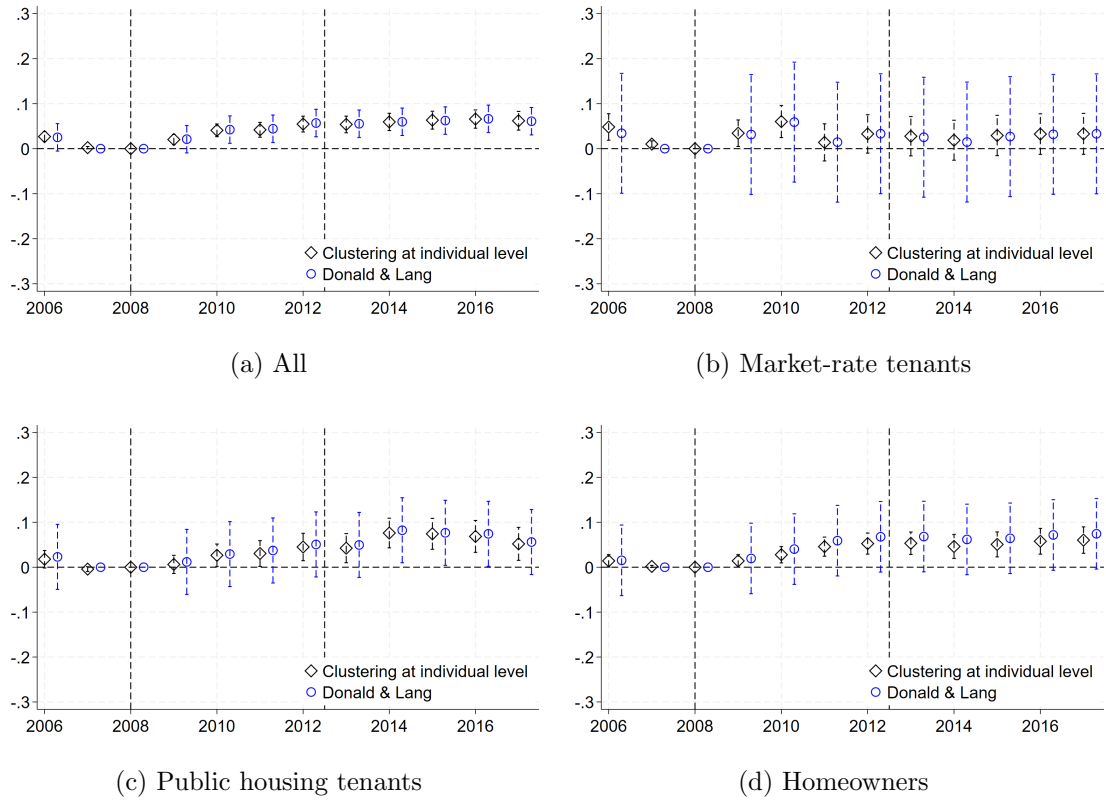 .3
.2
.1
0
-.1
-.2
-.3
2006 2008 2010 2012 2014 2016
Clustering at individual level
Donald & Lang
(a) All
.3
.2
.1
0
-.1
-.2
-.3
2006 2008 2010 2012 2014 2016
Clustering at individual level
Donald & Lang
(b) Market-rate tenants
.3
.2
.1
0
-.1
-.2
-.3
2006 2008 2010 2012 2014 2016
Clustering at individual level
Donald & Lang
(c) Public housing tenants
.3
.2
.1
0
-.1
-.2
-.3
2006 2008 2010 2012 2014 2016
Clustering at individual level
Donald & Lang
(d) Homeowners